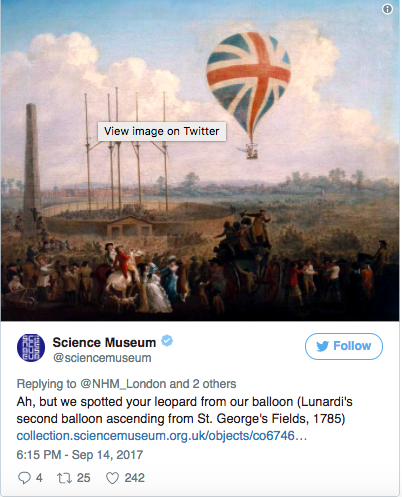 View image on Twitter
Science Museum
@sciencemuseum
Follow
Replying to @NHM_London and 2 others
Ah, but we spotted your leopard from our balloon (Lunardi's
second balloon ascending from St. George's Fields, 1785)
collection.sciencemuseum.org.uk/objects/co6746…
6:15 PM - Sep 14, 2017
4 25 242